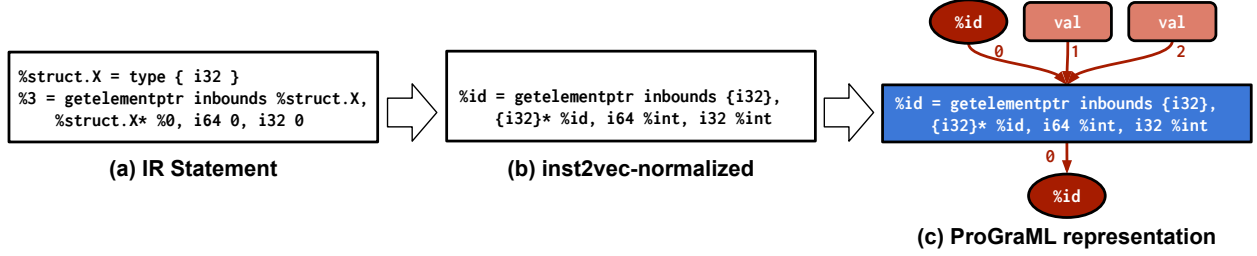 %struct.X = type { i32 }
%3 = getelementptr inbounds %struct.X,
%struct.X* %0, i64 0, i32 0
(a) IR Statement
%id = getelementptr inbounds {i32},
{i32}* %id, i64 %int, i32 %int
(b) inst2vec-normalized
%id val val
0 1 2
%id = getelementptr inbounds {i32},
{i32}* %id, i64 %int, i32 %int
0
%id
(c) ProGraML representation